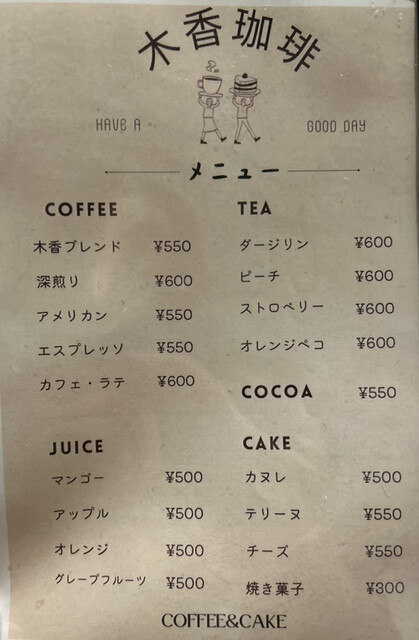 木香珈琲
HAVE A GOOD DAY
メニュー
COFFEE
木香ブレンド ¥550
深煎り ¥600
アメリカン ¥550
エスプレッソ ¥550
カフェ・ラテ ¥600
TEA
ダージリン ¥600
ピーチ ¥600
ストロベリー ¥600
オレンジペコ ¥600
COCOA ¥550
JUICE
マンゴー ¥500
アップル ¥500
オレンジ ¥500
グレープフルーツ ¥500
CAKE
カヌレ ¥500
テリーヌ ¥550
チーズ ¥550
焼き菓子 ¥300
COFFEE&CAKE